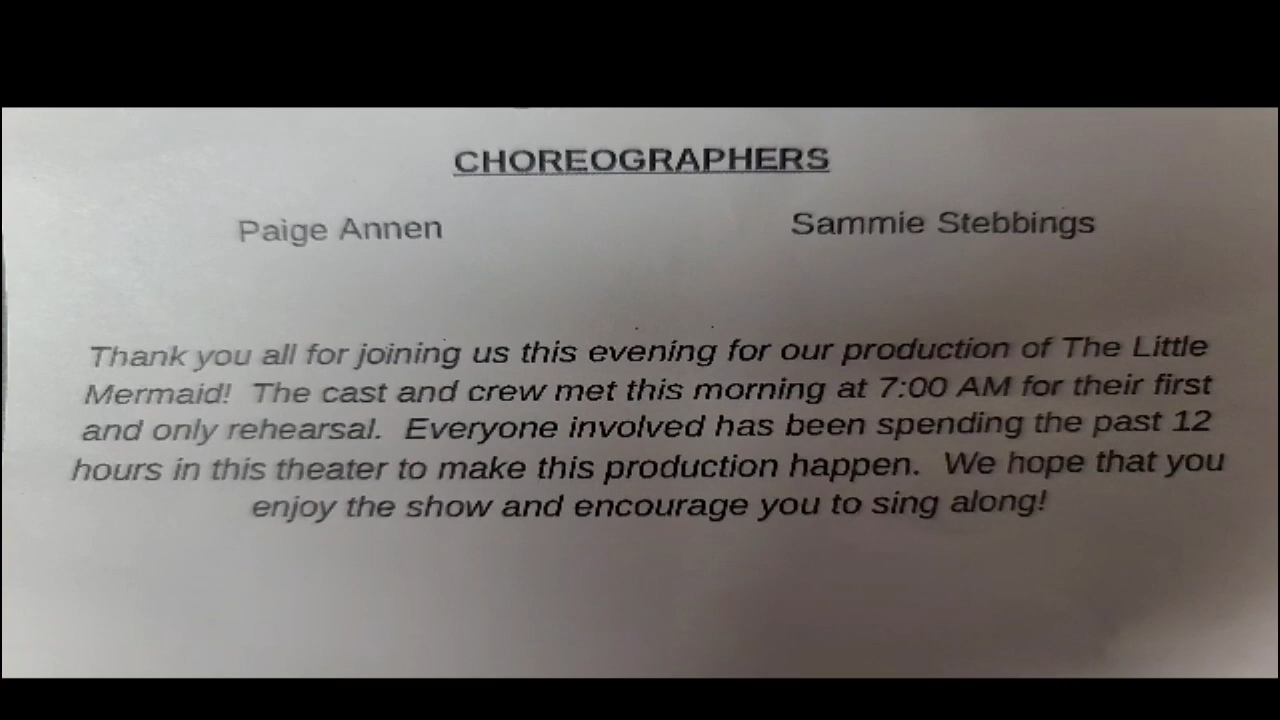 CHOREOGRAPHERS
Paige Annen Sammie Stebbings
Thank you all for joining us this evening for our production of The Little
Mermaid! The cast and crew met this morning at 7:00 AM for their first
and only rehearsal. Everyone involved has been spending the past 12
hours in this theater to make this production happen. We hope that you
enjoy the show and encourage you to sing along!